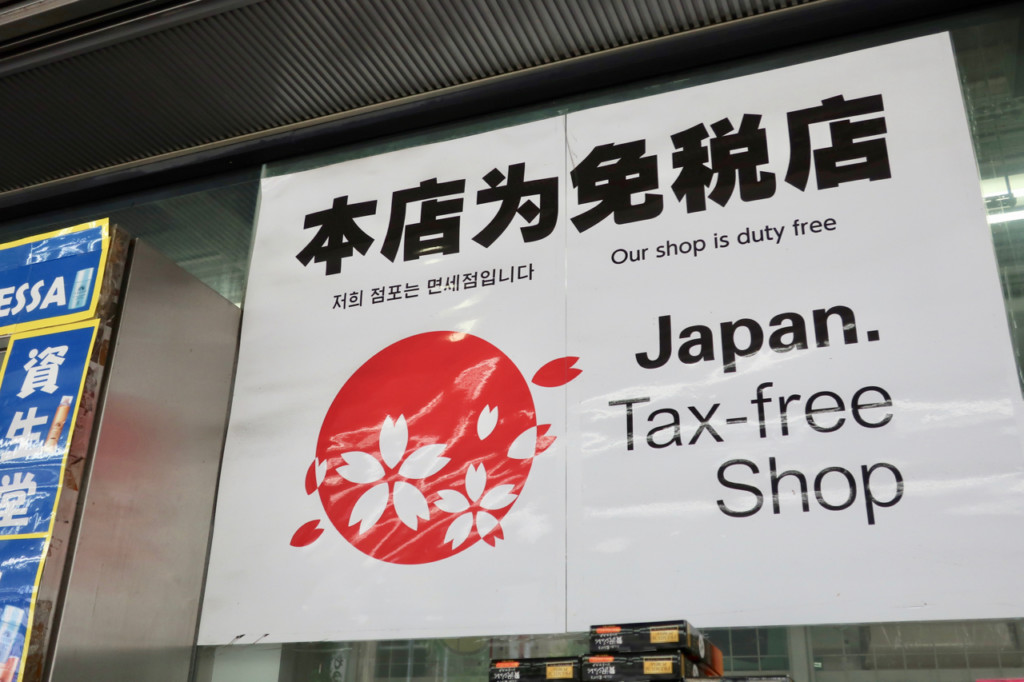 本店为免税店
저희 점포는 면세점입니다
Our shop is duty free
Japan.
Tax-free
Shop
ESSA
資
生
堂